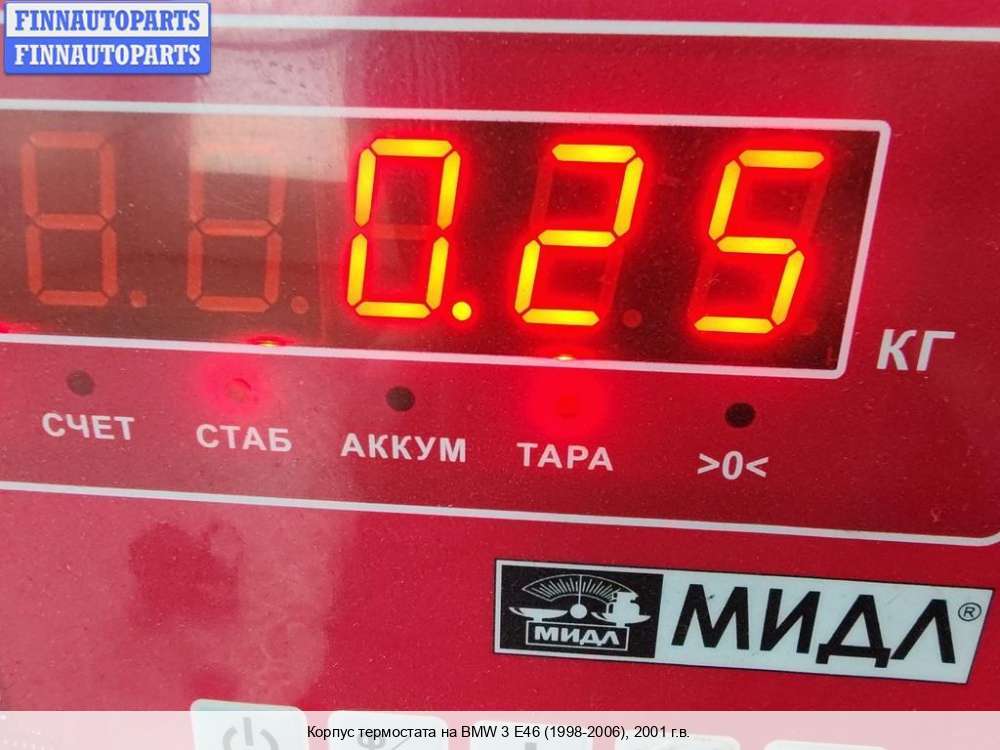 FINNAUTOPARTS
FINNAUTOPARTS
0.25
КГ
СЧЕТ СТАБ АККУМ ТАРА >0<
МИДЛ
МИДЛ®
Корпус термостата на BMW 3 E46 (1998-2006), 2001 г.в.